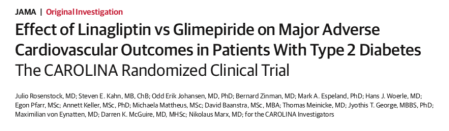 JAMA | Original Investigation
Effect of Linagliptin vs Glimepiride on Major Adverse
Cardiovascular Outcomes in Patients With Type 2 Diabetes
The CAROLINA Randomized Clinical Trial
Julio Rosenstock, MD; Steven E. Kahn, MB, ChB; Odd Erik Johansen, MD, PhD; Bernard Zinman, MD; Mark A. Espeland, PhD; Hans J. Woerle, MD;
Egon Pfarr, MSc; Annett Keller, MSc, PhD; Michaela Mattheus, MSc; David Baanstra, MSc, MBA; Thomas Meinicke, MD; Jyothis T. George, MBBS, PhD;
Maximilian von Eynatten, MD; Darren K. McGuire, MD, MHSc; Nikolaus Marx, MD; for the CAROLINA Investigators